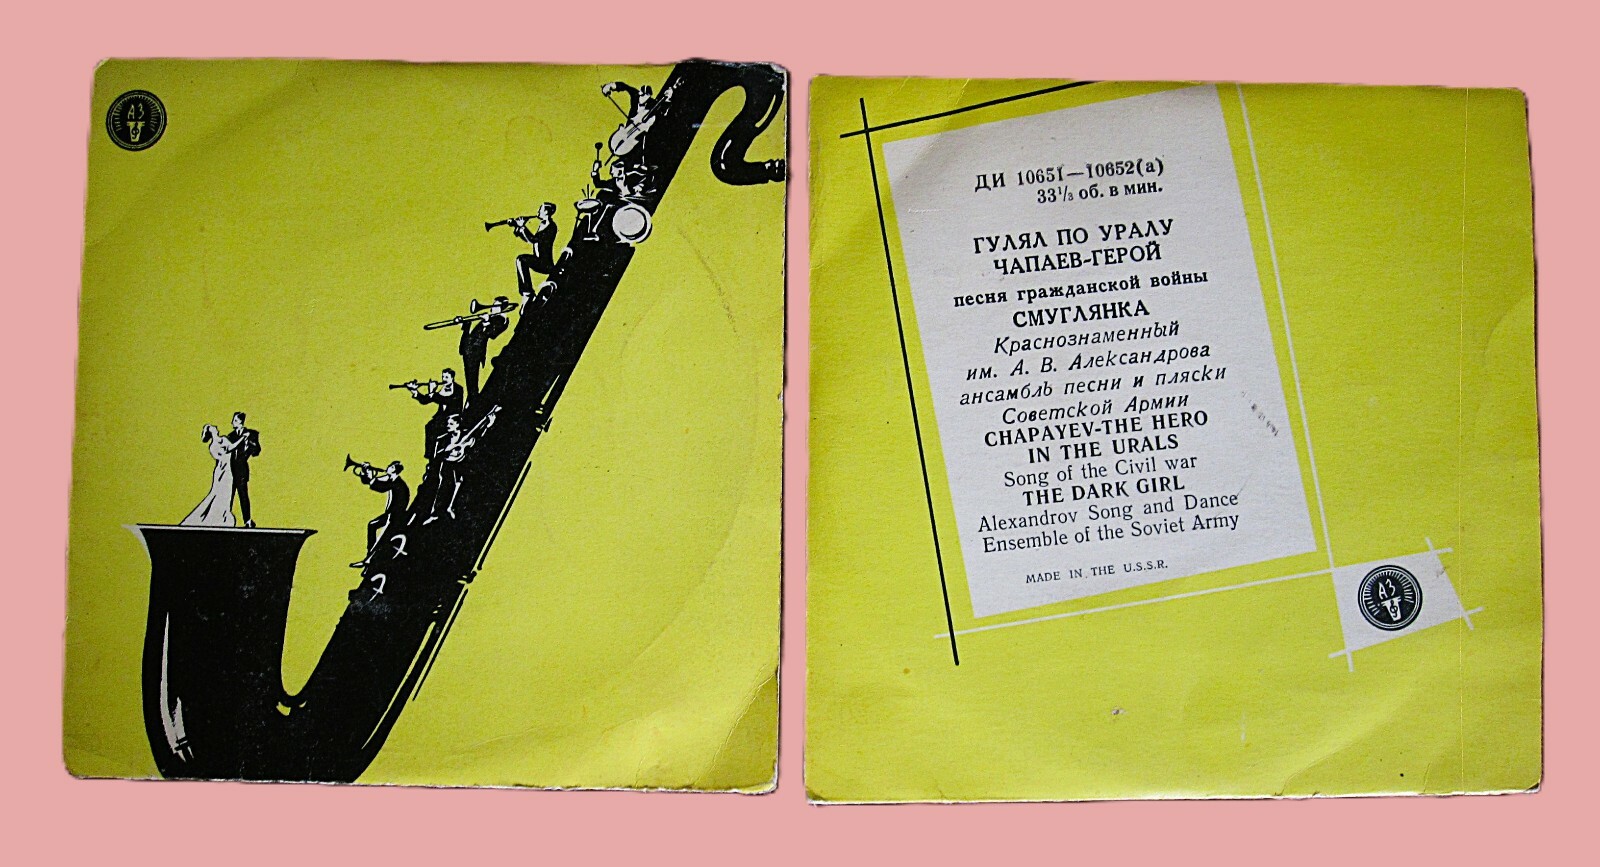 АЗ
ДИ 10651—10652(а)
33⅓ об. в мин.
ГУЛЯЛ ПО УРАЛУ
ЧАПАЕВ-ГЕРОЙ
песня гражданской войны
СМУГЛЯНКА
Краснознаменный
им. А. В. Александрова
ансамбль песни и пляски
Советской Армии
CHAPAYEV-THE HERO
IN THE URALS
Song of the Civil war
THE DARK GIRL
Alexandrov Song and Dance
Ensemble of the Soviet Army
MADE IN THE U.S.S.R.
АЗ